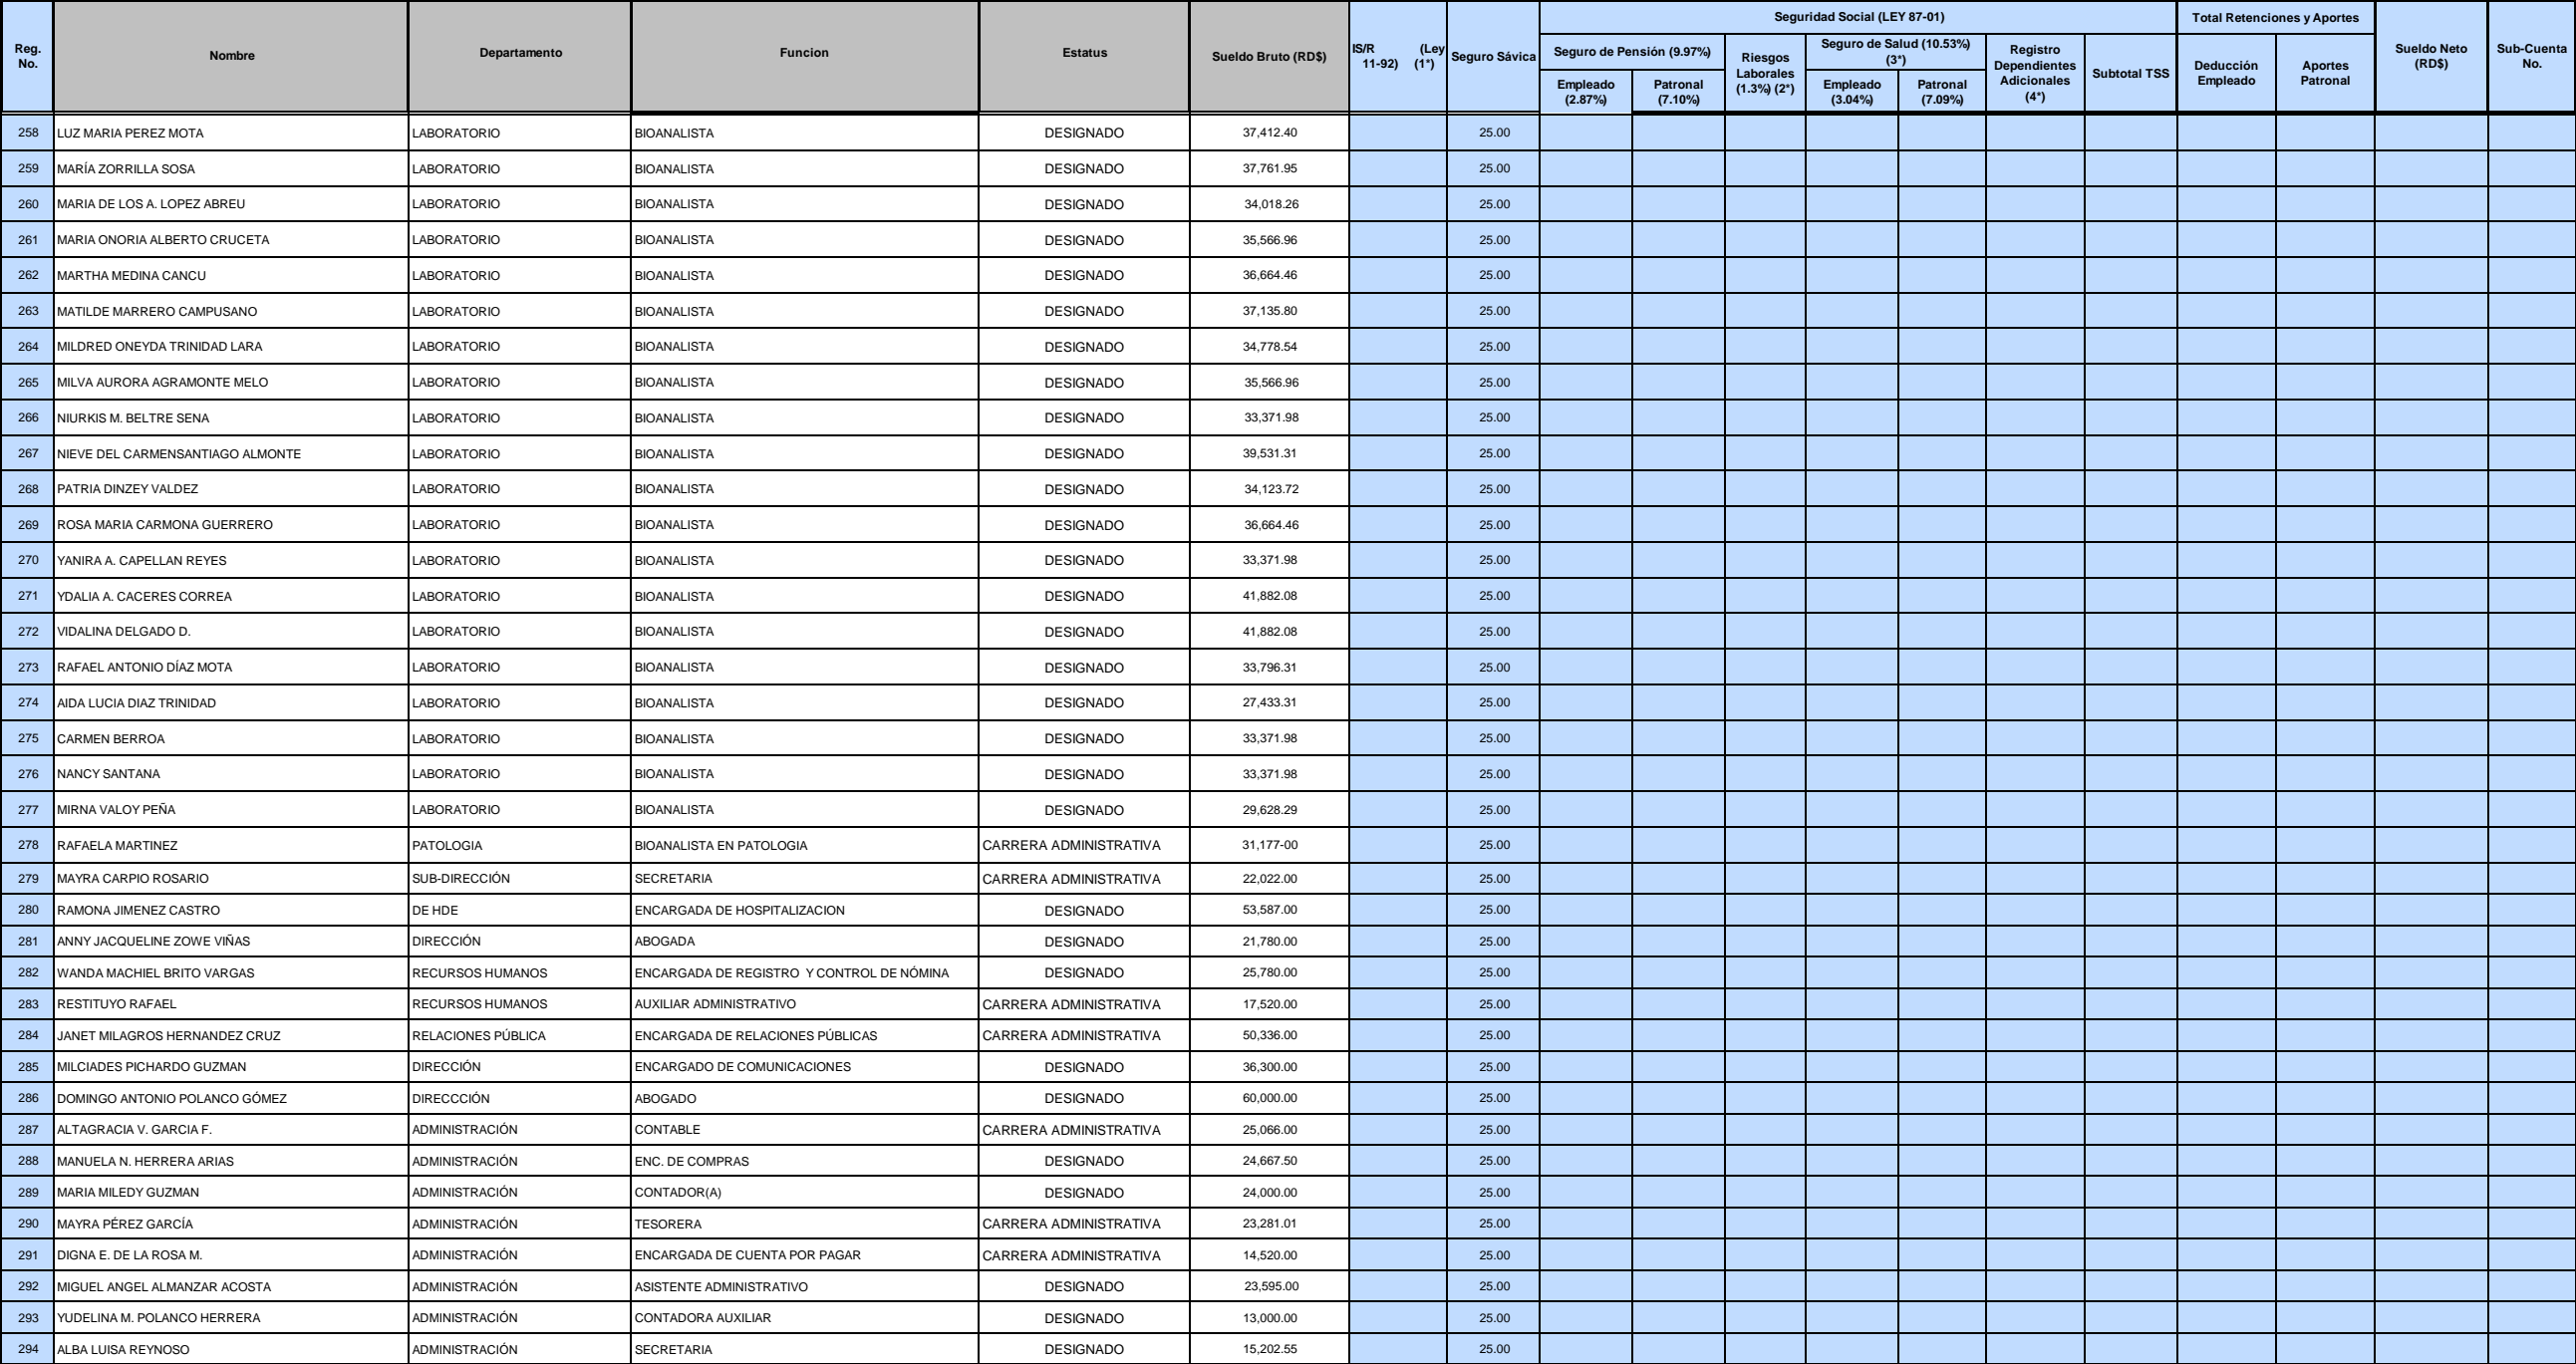 Reg. No. Nombre Departamento Funcion Estatus Sueldo Bruto (RD$) IS/R (Ley 11-92) (1*) Seguro Sávica Seguridad Social (LEY 87-01) Total Retenciones y Aportes Sueldo Neto (RD$) Sub-Cuenta No.
Seguro de Pensión (9.97%) Riesgos Laborales (1.3%) (2*) Seguro de Salud (10.53%) (3*) Registro Dependientes Adicionales (4*) Subtotal TSS Deducción Empleado Aportes Patronal
Empleado (2.87%) Patronal (7.10%) Empleado (3.04%) Patronal (7.09%)
258 LUZ MARIA PEREZ MOTA LABORATORIO BIOANALISTA DESIGNADO 37,412.40 25.00
259 MARÍA ZORRILLA SOSA LABORATORIO BIOANALISTA DESIGNADO 37,761.95 25.00
260 MARIA DE LOS A. LOPEZ ABREU LABORATORIO BIOANALISTA DESIGNADO 34,018.26 25.00
261 MARIA ONORIA ALBERTO CRUCETA LABORATORIO BIOANALISTA DESIGNADO 35,566.96 25.00
262 MARTHA MEDINA CANCU LABORATORIO BIOANALISTA DESIGNADO 36,664.46 25.00
263 MATILDE MARRERO CAMPUSANO LABORATORIO BIOANALISTA DESIGNADO 37,135.80 25.00
264 MILDRED ONEYDA TRINIDAD LARA LABORATORIO BIOANALISTA DESIGNADO 34,778.54 25.00
265 MILVA AURORA AGRAMONTE MELO LABORATORIO BIOANALISTA DESIGNADO 35,566.96 25.00
266 NIURKIS M. BELTRE SENA LABORATORIO BIOANALISTA DESIGNADO 33,371.98 25.00
267 NIEVE DEL CARMENSANTIAGO ALMONTE LABORATORIO BIOANALISTA DESIGNADO 39,531.31 25.00
268 PATRIA DINZEY VALDEZ LABORATORIO BIOANALISTA DESIGNADO 34,123.72 25.00
269 ROSA MARIA CARMONA GUERRERO LABORATORIO BIOANALISTA DESIGNADO 36,664.46 25.00
270 YANIRA A. CAPELLAN REYES LABORATORIO BIOANALISTA DESIGNADO 33,371.98 25.00
271 YDALIA A. CACERES CORREA LABORATORIO BIOANALISTA DESIGNADO 41,882.08 25.00
272 VIDALINA DELGADO D. LABORATORIO BIOANALISTA DESIGNADO 41,882.08 25.00
273 RAFAEL ANTONIO DÍAZ MOTA LABORATORIO BIOANALISTA DESIGNADO 33,796.31 25.00
274 AIDA LUCIA DIAZ TRINIDAD LABORATORIO BIOANALISTA DESIGNADO 27,433.31 25.00
275 CARMEN BERROA LABORATORIO BIOANALISTA DESIGNADO 33,371.98 25.00
276 NANCY SANTANA LABORATORIO BIOANALISTA DESIGNADO 33,371.98 25.00
277 MIRNA VALOY PEÑA LABORATORIO BIOANALISTA DESIGNADO 29,628.29 25.00
278 RAFAELA MARTINEZ PATOLOGIA BIOANALISTA EN PATOLOGIA CARRERA ADMINISTRATIVA 31,177-00 25.00
279 MAYRA CARPIO ROSARIO SUB-DIRECCIÓN SECRETARIA CARRERA ADMINISTRATIVA 22,022.00 25.00
280 RAMONA JIMENEZ CASTRO DE HDE ENCARGADA DE HOSPITALIZACION DESIGNADO 53,587.00 25.00
281 ANNY JACQUELINE ZOWE VIÑAS DIRECCIÓN ABOGADA DESIGNADO 21,780.00 25.00
282 WANDA MACHIEL BRITO VARGAS RECURSOS HUMANOS ENCARGADA DE REGISTRO Y CONTROL DE NÓMINA DESIGNADO 25,780.00 25.00
283 RESTITUYO RAFAEL RECURSOS HUMANOS AUXILIAR ADMINISTRATIVO CARRERA ADMINISTRATIVA 17,520.00 25.00
284 JANET MILAGROS HERNANDEZ CRUZ RELACIONES PÚBLICA ENCARGADA DE RELACIONES PÚBLICAS CARRERA ADMINISTRATIVA 50,336.00 25.00
285 MILCIADES PICHARDO GUZMAN DIRECCIÓN ENCARGADO DE COMUNICACIONES DESIGNADO 36,300.00 25.00
286 DOMINGO ANTONIO POLANCO GÓMEZ DIRECCCIÓN ABOGADO DESIGNADO 60,000.00 25.00
287 ALTAGRACIA V. GARCIA F. ADMINISTRACIÓN CONTABLE CARRERA ADMINISTRATIVA 25,066.00 25.00
288 MANUELA N. HERRERA ARIAS ADMINISTRACIÓN ENC. DE COMPRAS DESIGNADO 24,667.50 25.00
289 MARIA MILEDY GUZMAN ADMINISTRACIÓN CONTADOR(A) DESIGNADO 24,000.00 25.00
290 MAYRA PÉREZ GARCÍA ADMINISTRACIÓN TESORERA CARRERA ADMINISTRATIVA 23,281.01 25.00
291 DIGNA E. DE LA ROSA M. ADMINISTRACIÓN ENCARGADA DE CUENTA POR PAGAR CARRERA ADMINISTRATIVA 14,520.00 25.00
292 MIGUEL ANGEL ALMANZAR ACOSTA ADMINISTRACIÓN ASISTENTE ADMINISTRATIVO DESIGNADO 23,595.00 25.00
293 YUDELINA M. POLANCO HERRERA ADMINISTRACIÓN CONTADORA AUXILIAR DESIGNADO 13,000.00 25.00
294 ALBA LUISA REYNOSO ADMINISTRACIÓN SECRETARIA DESIGNADO 15,202.55 25.00